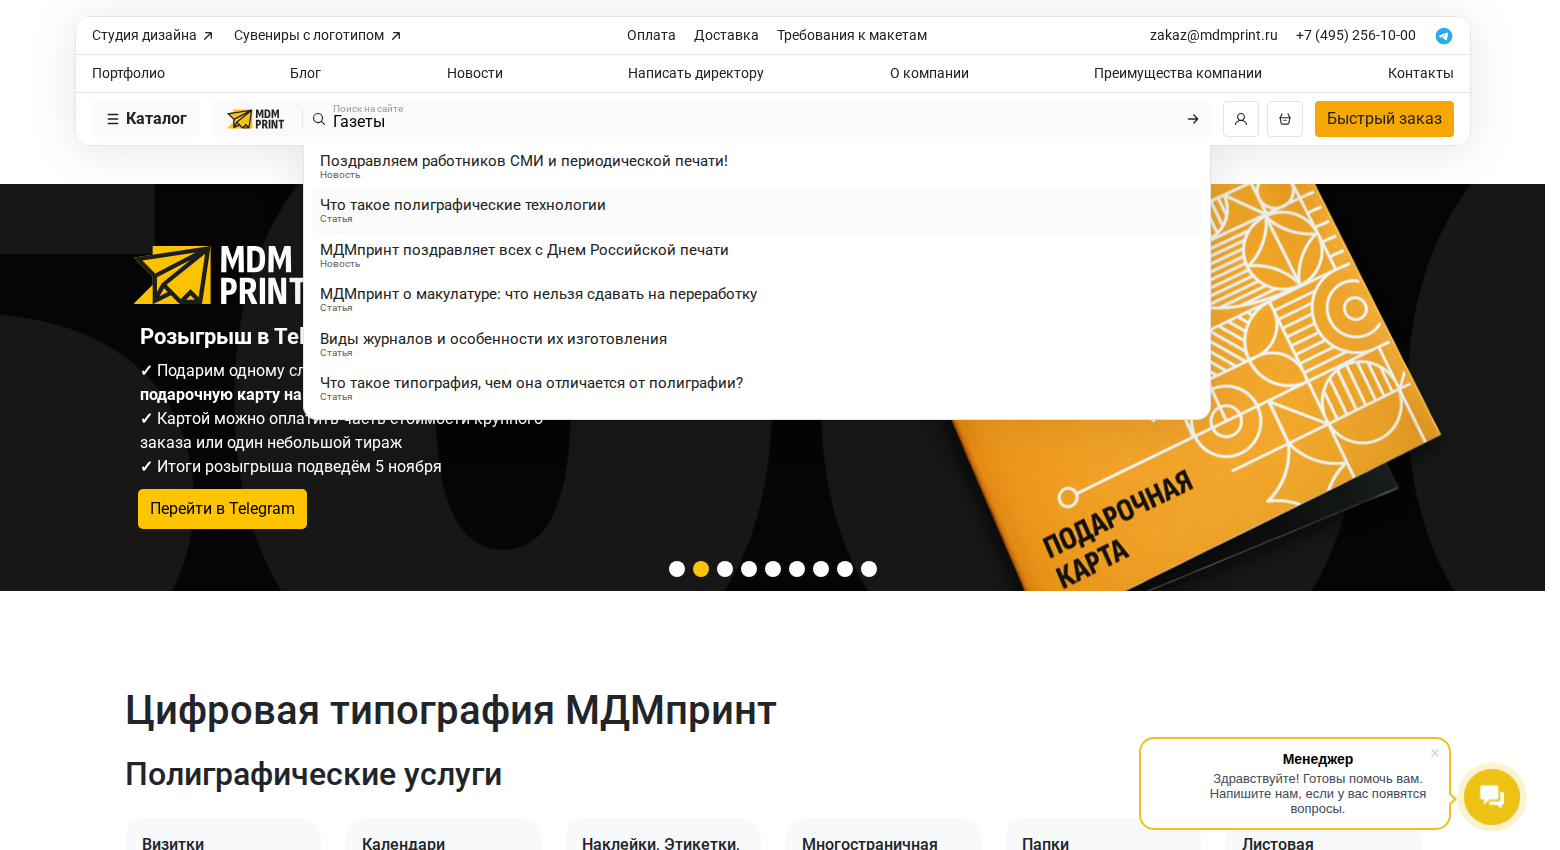 Студия дизайна
Сувениры с логотипом
Оплата
Доставка
Требования к макетам
zakaz@mdmprint.ru
+7 (495) 256-10-00
Портфолио
Блог
Новости
Написать директору
О компании
Преимущества компании
Контакты
Каталог
MDM
PRINT
Поиск на сайте
Газеты
Быстрый заказ
Поздравляем работников СМИ и периодической печати!
Новость
Что такое полиграфические технологии
Статья
МДМпринт поздравляет всех с Днем Российской печати
Новость
МДМпринт о макулатуре: что нельзя сдавать на переработку
Статья
Виды журналов и особенности их изготовления
Статья
Что такое типография, чем она отличается от полиграфии?
Статья
MDM
PRINT
Розыгрыш в Tel
✓ Подарим одному сл
подарочную карту на
✓ Картой можно оплатить часть стоимости крупного
заказа или один небольшой тираж
✓ Итоги розыгрыша подведём 5 ноября
Перейти в Telegram
ПОДАРОЧНАЯ
КАРТА
Цифровая типография МДМпринт
Полиграфические услуги
Менеджер
Здравствуйте! Готовы помочь вам.
Напишите нам, если у вас появятся
вопросы.
Визитки
Календари
Наклейки. Этикетки.
Многостраничная
Папки
Листовая